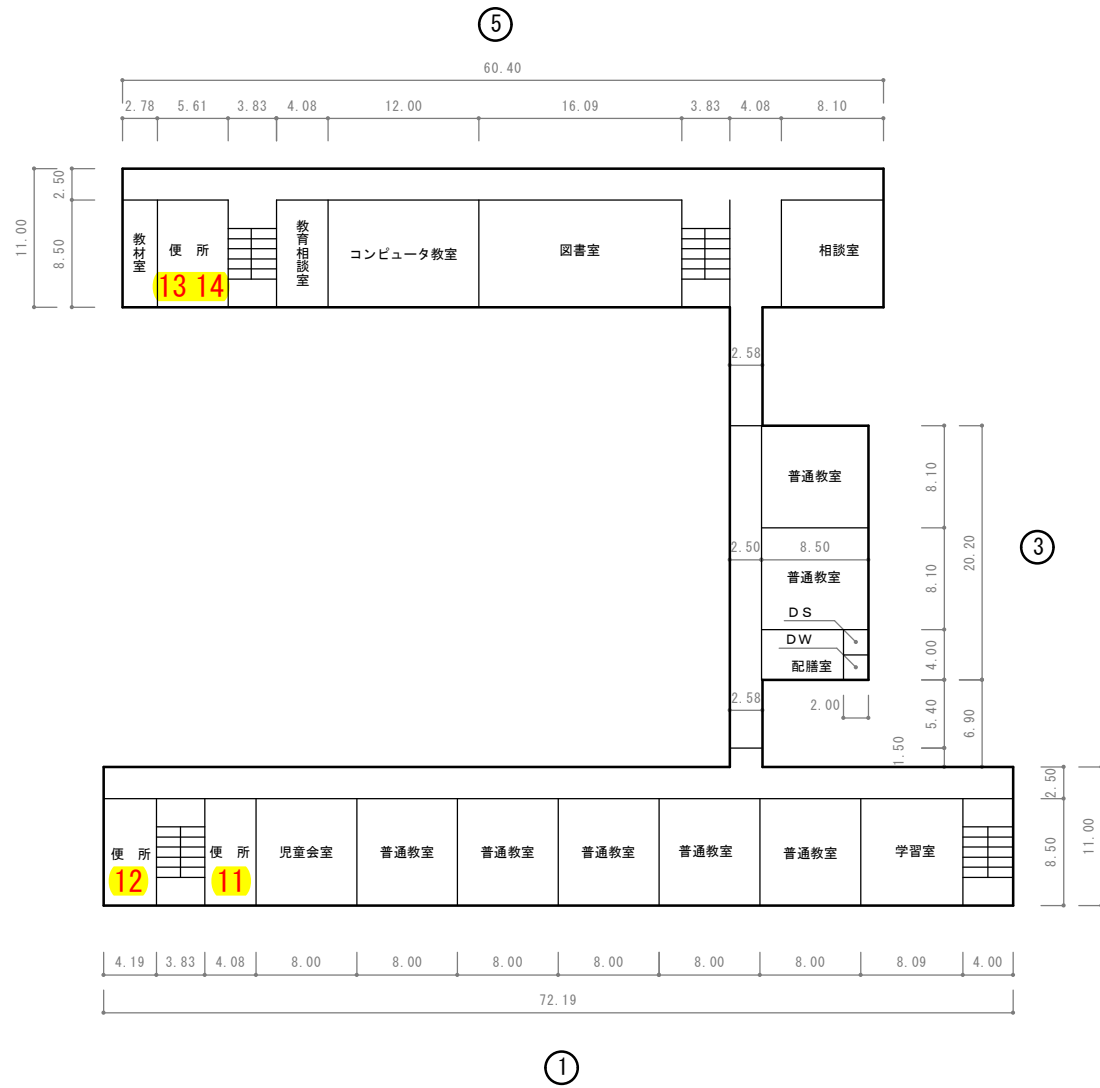 ⑤
60.40
2.78 5.61 3.83 4.08 12.00 16.09 3.83 4.08 8.10
11.00
2.50
8.50
教材室
便 所
13 14
教育相談室
コンピュータ教室
図書室
相談室
2.58
普通教室
8.10
20.20
③
2.50 8.50
普通教室
8.10
DS
DW
配膳室
4.00
2.58
2.00
5.40
6.90
1.50
2.50
8.50
11.00
便 所
12
便 所
11
児童会室
普通教室
普通教室
普通教室
普通教室
普通教室
学習室
4.19 3.83 4.08 8.00 8.00 8.00 8.00 8.00 8.00 8.09 4.00
72.19
①